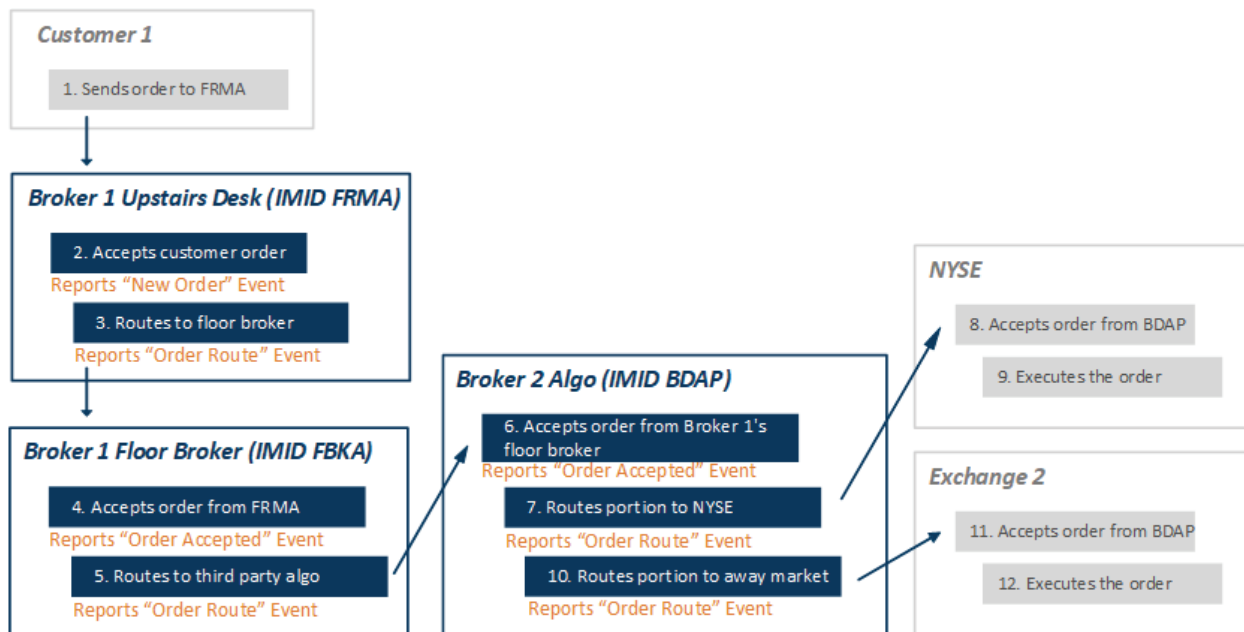 Customer 1
1. Sends order to FRMA
Broker 1 Upstairs Desk (IMID FRMA)
2. Accepts customer order
Reports “New Order” Event
3. Routes to floor broker
Reports “Order Route” Event
Broker 1 Floor Broker (IMID FBKA)
4. Accepts order from FRMA
Reports “Order Accepted” Event
5. Routes to third party algo
Reports “Order Route” Event
Broker 2 Algo (IMID BDAP)
6. Accepts order from Broker 1's
floor broker
Reports “Order Accepted” Event
7. Routes portion to NYSE
Reports “Order Route” Event
10. Routes portion to away market
Reports “Order Route” Event
NYSE
8. Accepts order from BDAP
9. Executes the order
Exchange 2
11. Accepts order from BDAP
12. Executes the order